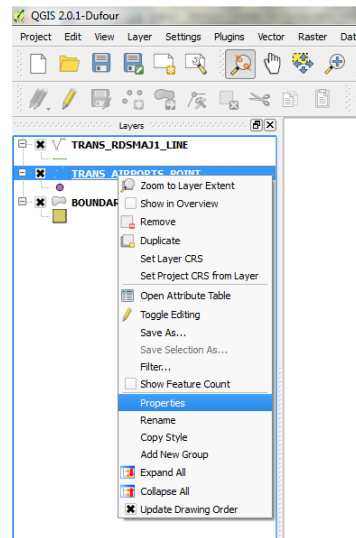 QGIS 2.0.1-Dufour
Project Edit View Layer Settings Plugins Vector Raster Dat
Layers
TRANS_RDSMAJ1_LINE
TRANS_AIRPORTS_POINT
BOUNDAR
Zoom to Layer Extent
Show in Overview
Remove
Duplicate
Set Layer CRS
Set Project CRS from Layer
Open Attribute Table
Toggle Editing
Save As...
Save Selection As...
Filter...
Show Feature Count
Properties
Rename
Copy Style
Add New Group
Expand All
Collapse All
Update Drawing Order